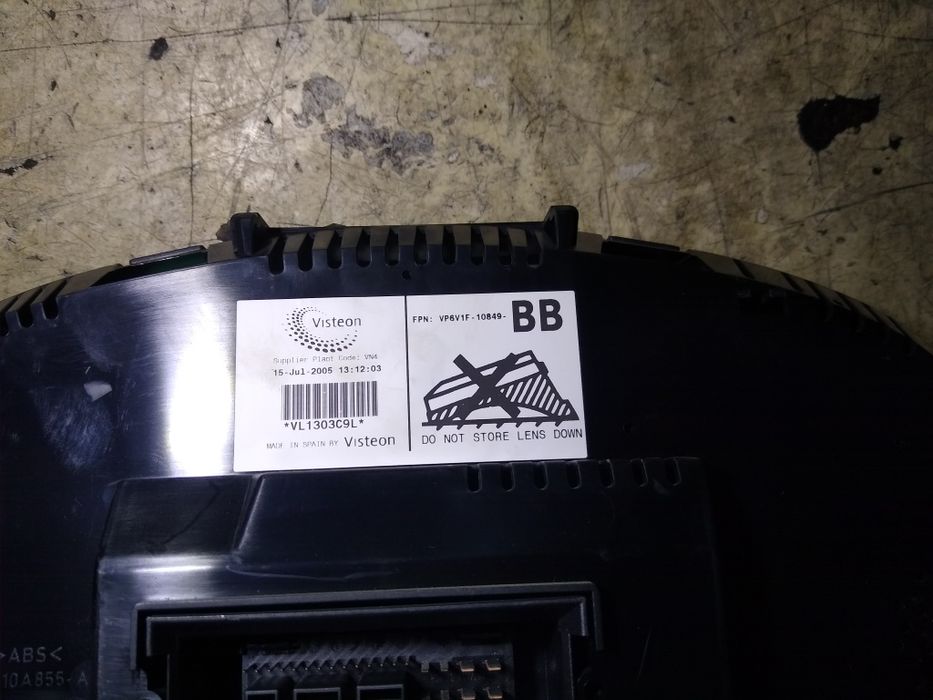 Visteon
Supplier Plant Code: VN4
15-Jul-2005 13:12:03
*VL1303C9L*
MADE IN SPAIN BY Visteon
FPN: VP6V1F-10849- BB
DO NOT STORE LENS DOWN
>ABS<
10A855-A